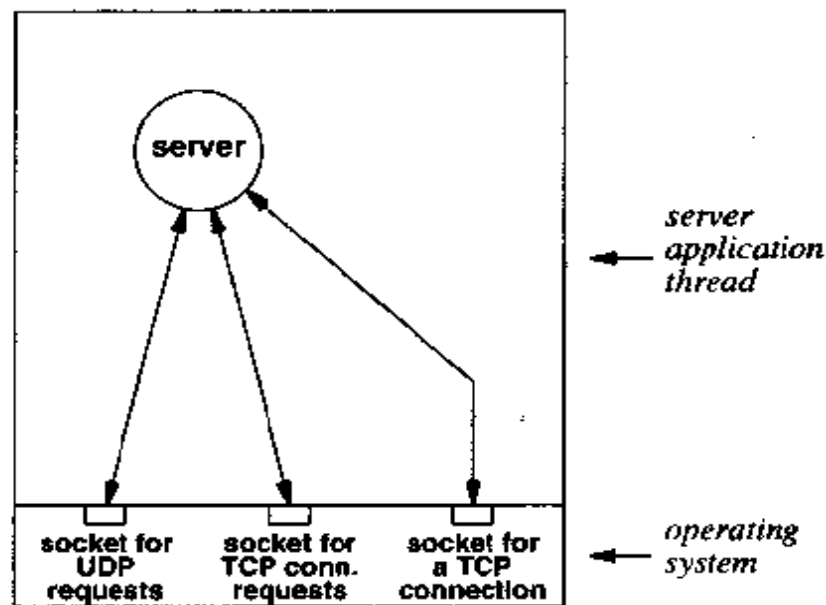 server
server
application
thread
socket for
UDP
requests
socket for
TCP conn.
requests
socket for
a TCP
connection
operating
system